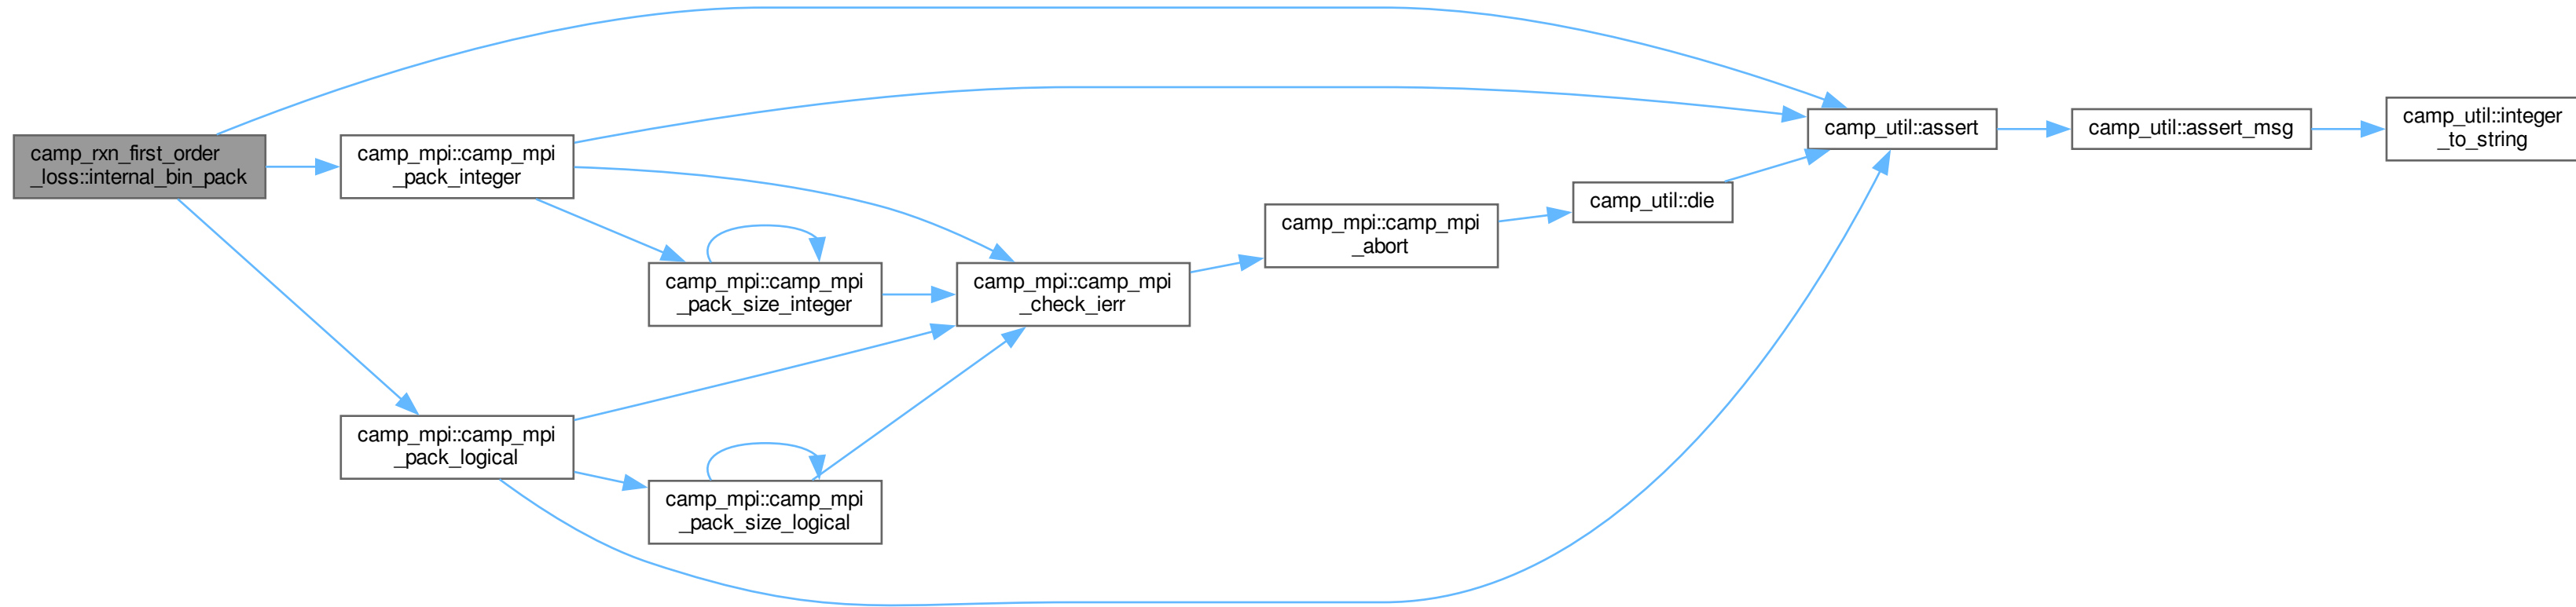 camp_rxn_first_order
_loss::internal_bin_pack
camp_mpi::camp_mpi
_pack_integer
camp_mpi::camp_mpi
_pack_size_integer
camp_mpi::camp_mpi
_check_ierr
camp_mpi::camp_mpi
_abort
camp_util::die
camp_util::assert
camp_util::assert_msg
camp_util::integer
_to_string
camp_mpi::camp_mpi
_pack_logical
camp_mpi::camp_mpi
_pack_size_logical